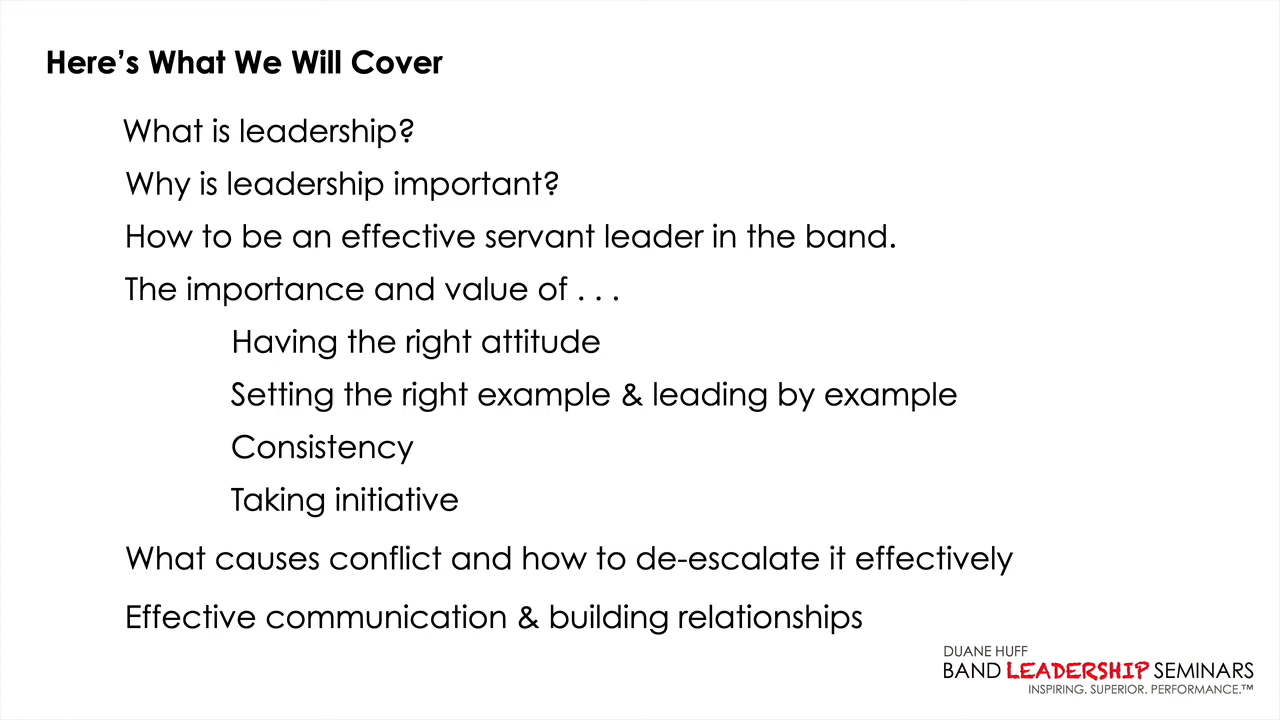 Here’s What We Will Cover
What is leadership?
Why is leadership important?
How to be an effective servant leader in the band.
The importance and value of . . .
Having the right attitude
Setting the right example & leading by example
Consistency
Taking initiative
What causes conflict and how to de-escalate it effectively
Effective communication & building relationships
DUANE HUFF
BAND LEADERSHIP SEMINARS
INSPIRING. SUPERIOR. PERFORMANCE.™